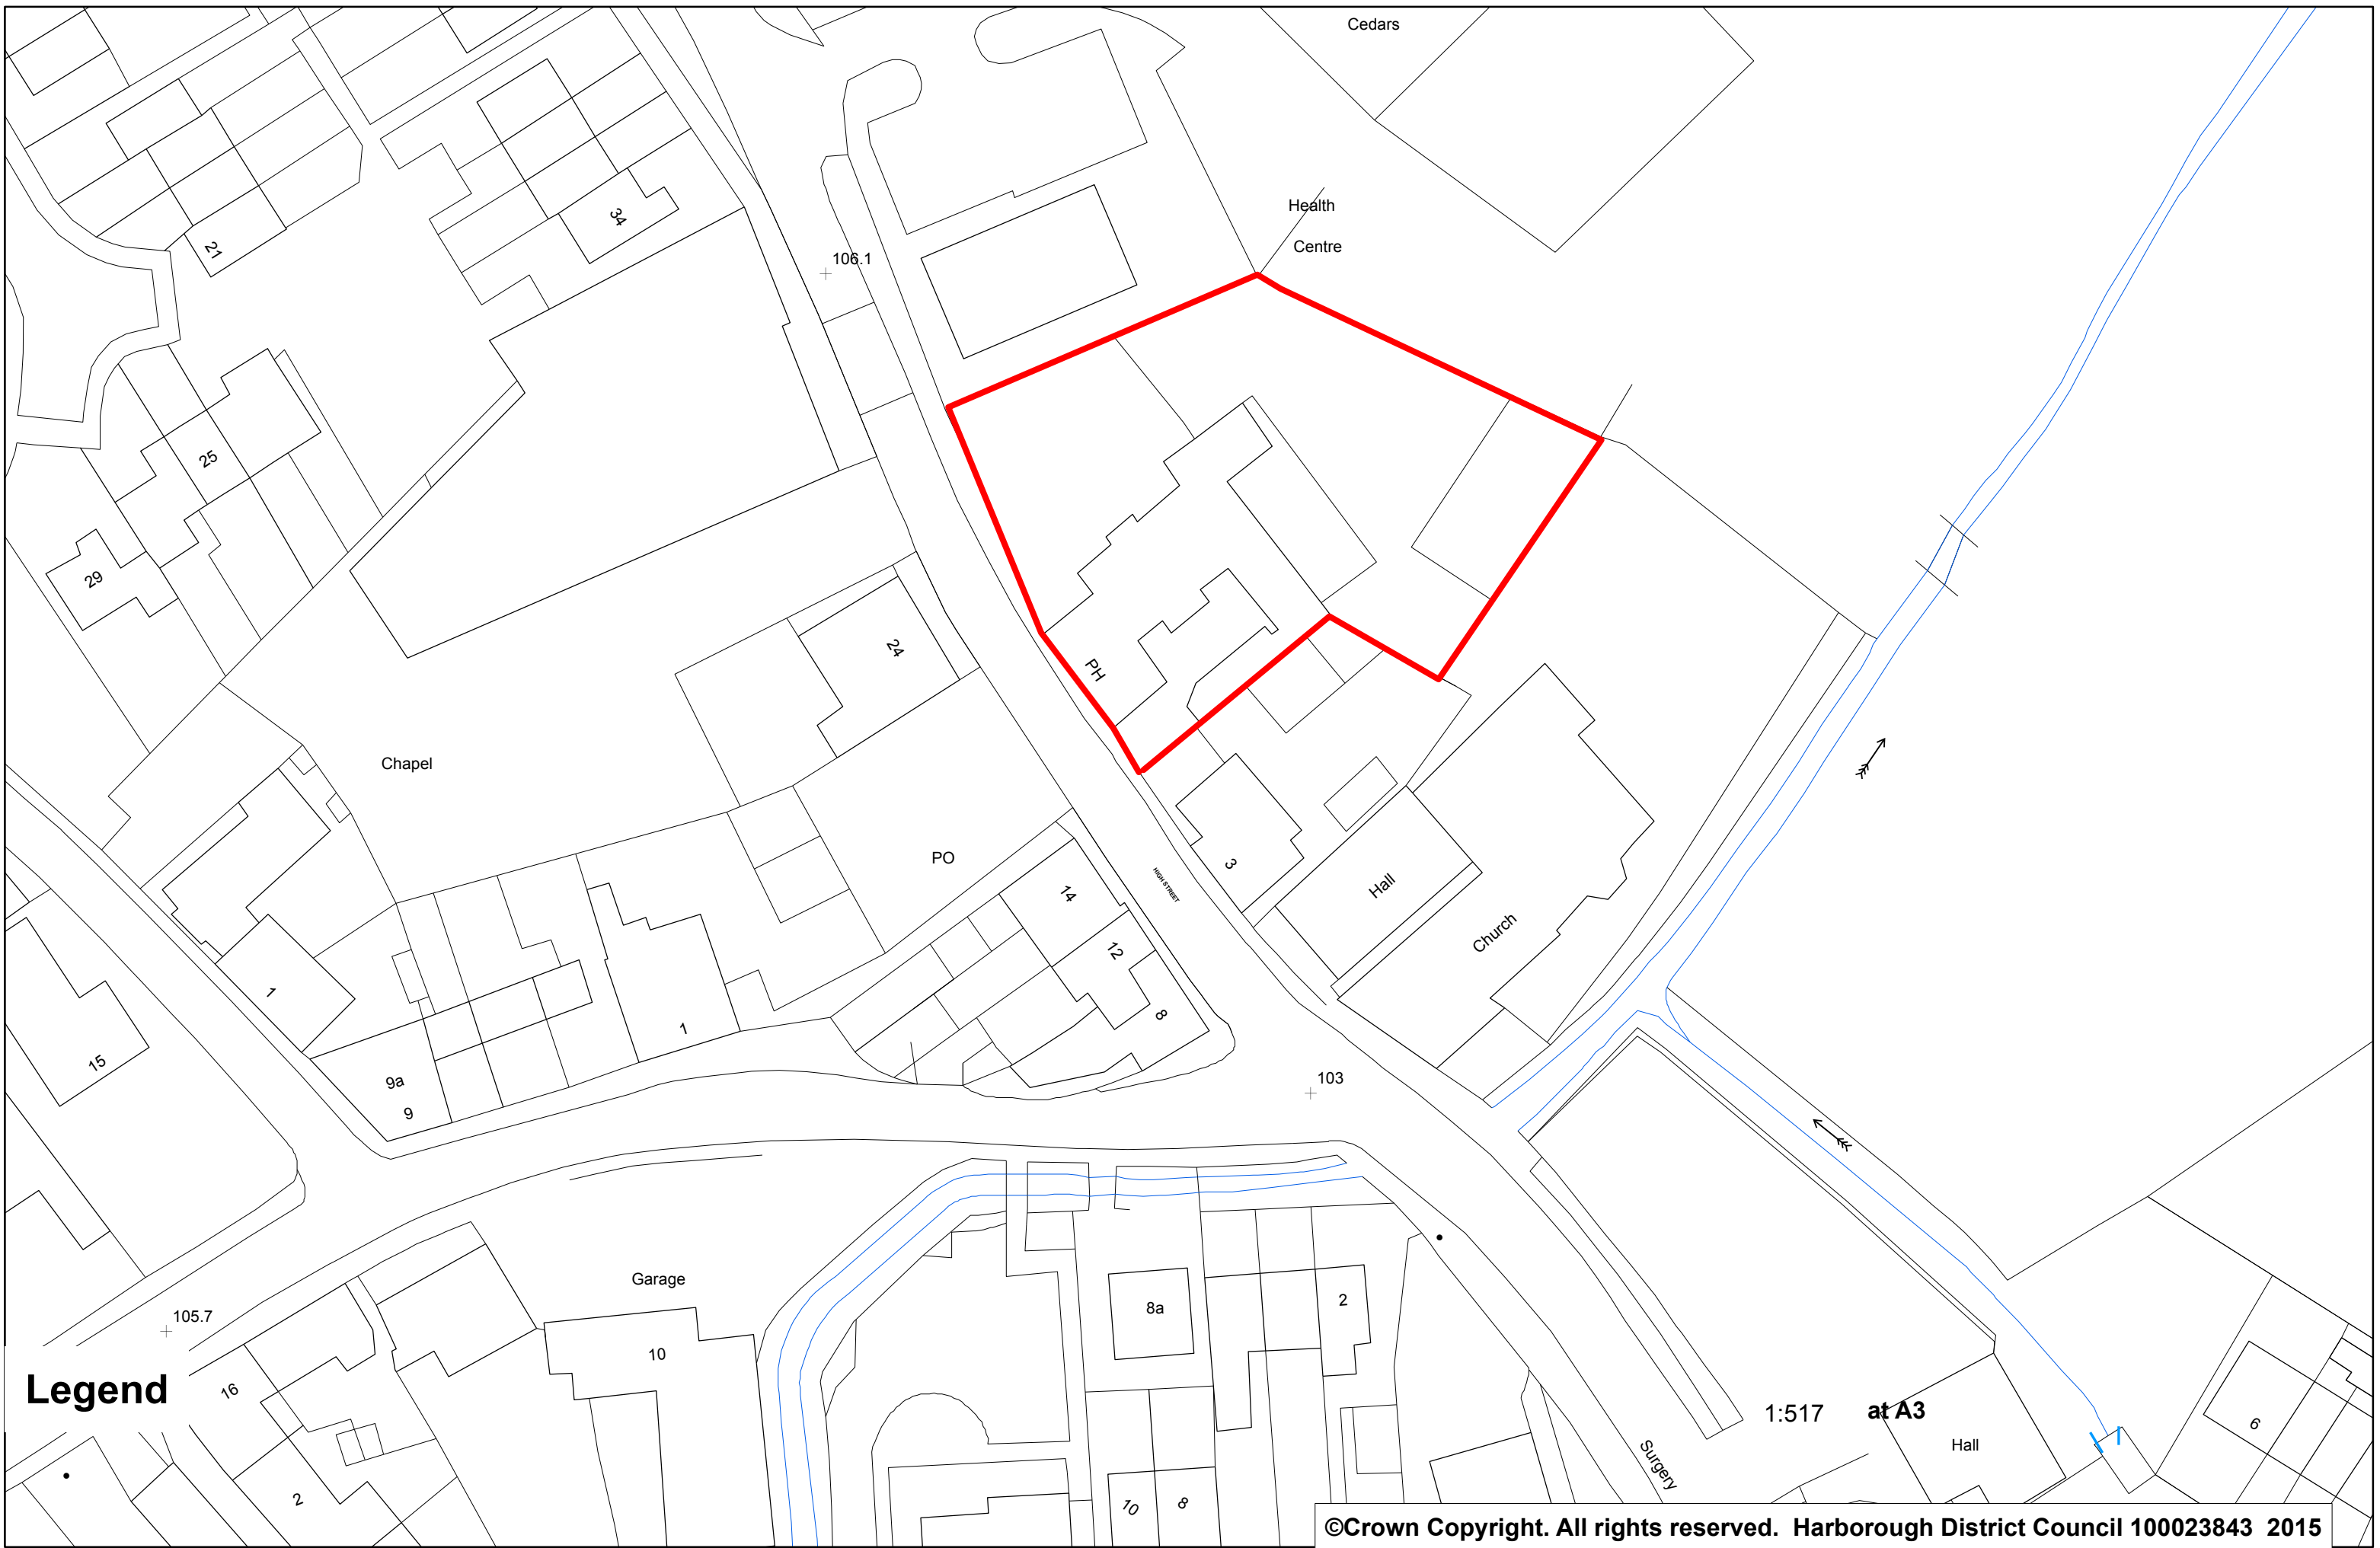 Cedars
Health
Centre
34
21
106.1
25
29
24
PH
Chapel
PO
3
Hall
HIGH STREET
14
12
8
Church
1
1
15
9a
9
103
Garage
105.7
10
8a
2
Legend
16
2
1:517 at A3
Hall
6
Surgery
10
8
©Crown Copyright. All rights reserved. Harborough District Council 100023843 2015